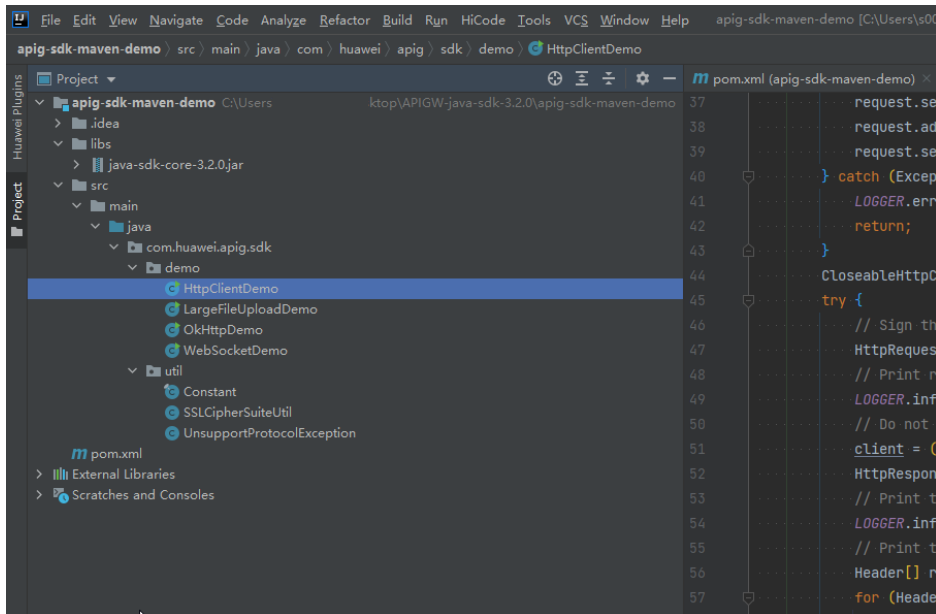 File Edit View Navigate Code Analyze Refactor Build Run HiCode Tools VCS Window Help apig-sdk-maven-demo [C:\Users\s00
apig-sdk-maven-demo src main java com huawei apig sdk demo HttpClientDemo
Huawei Plugins
Project
Project
pom.xml (apig-sdk-maven-demo)
apig-sdk-maven-demo C:\Users ktop\APIGW-java-sdk-3.2.0\apig-sdk-maven-demo
.idea
libs
java-sdk-core-3.2.0.jar
src
main
java
com.huawei.apig.sdk
demo
HttpClientDemo
LargeFileUploadDemo
OkHttpDemo
WebSocketDemo
util
Constant
SSLCipherSuiteUtil
UnsupportProtocolException
pom.xml
External Libraries
Scratches and Consoles
37 request.se
38 request.ad
39 request.se
40 } catch (Excep
41 LOGGER.err
42 return;
43 }
44 CloseableHttpC
45 try {
46 // Sign th
47 HttpReques
48 // Print r
49 LOGGER.inf
50 // Do not
51 client = (
52 HttpRespon
53 // Print t
54 LOGGER.inf
55 // Print t
56 Header[] r
57 for (Heade